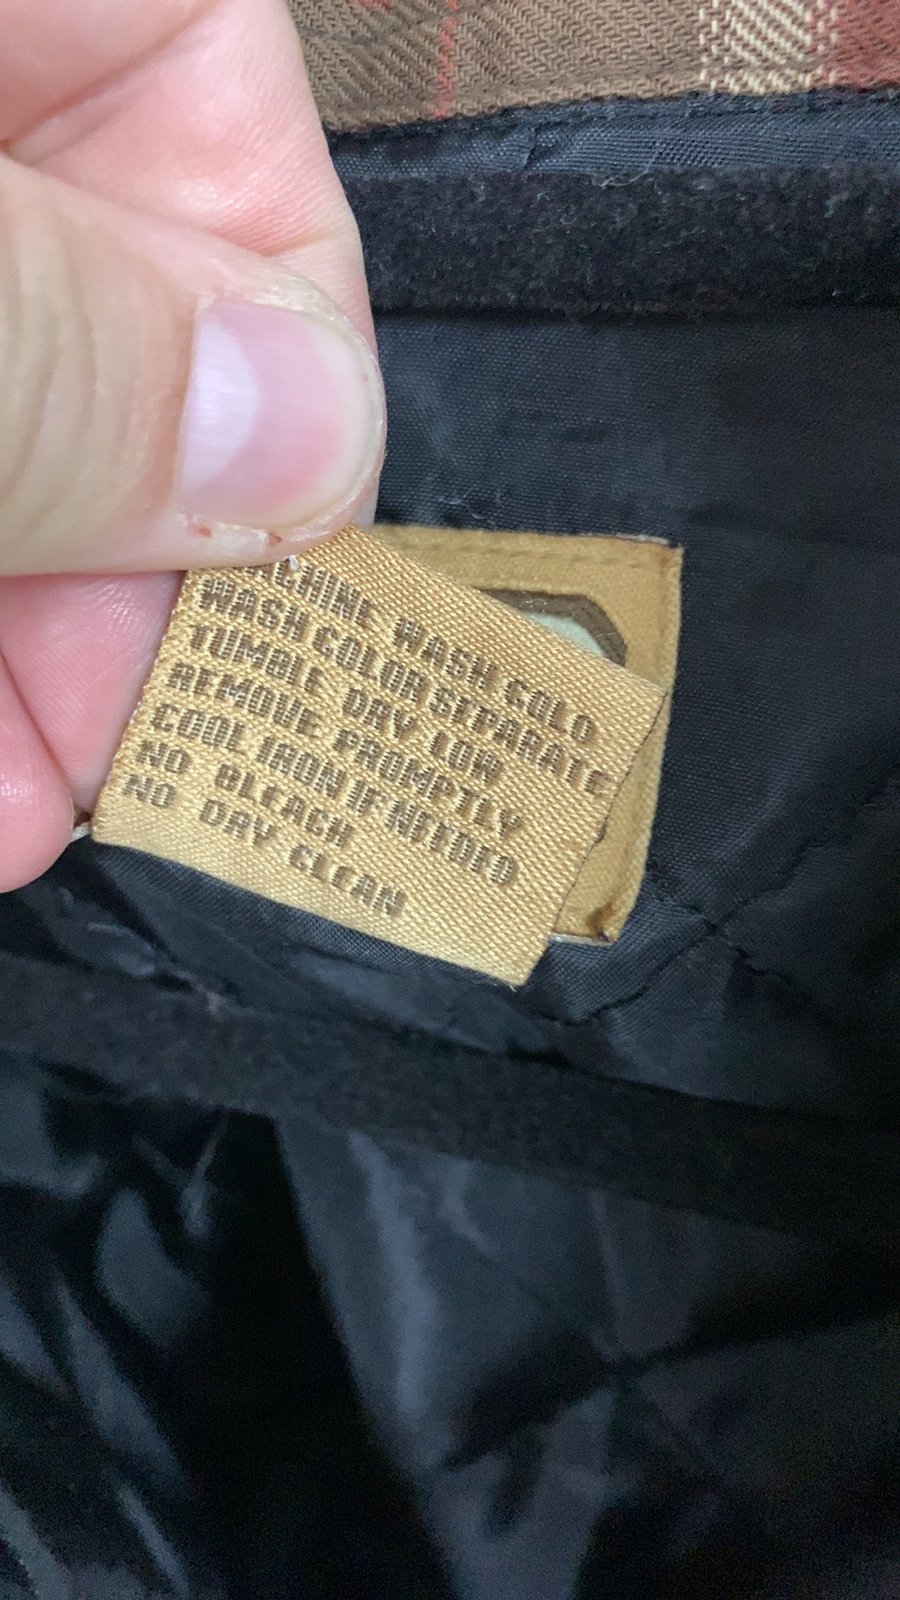 MACHINE WASH COLD
WASH COLOR SEPARATE
TUMBLE DRY LOW
REMOVE PROMPTLY
COOL IRON IF NEEDED
NO BLEACH
NO DRY CLEAN